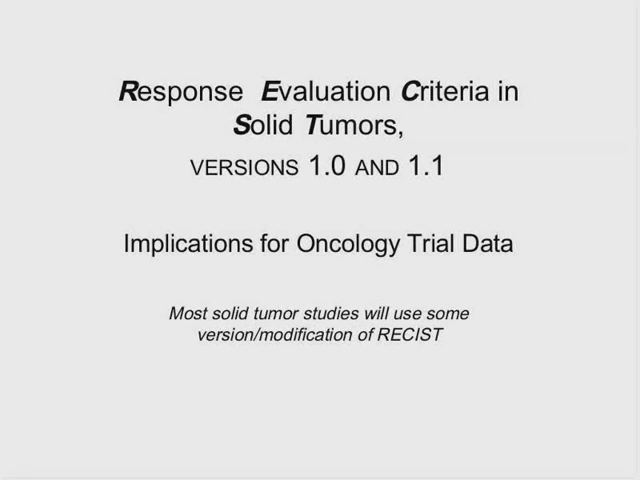 Response Evaluation Criteria in
Solid Tumors,
VERSIONS 1.0 AND 1.1
Implications for Oncology Trial Data
Most solid tumor studies will use some
version/modification of RECIST